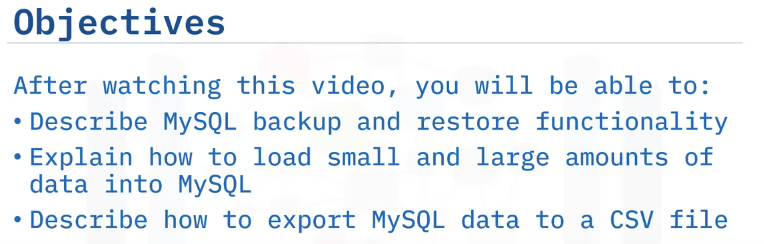 Objectives
After watching this video, you will be able to:
• Describe MySQL backup and restore functionality
• Explain how to load small and large amounts of
data into MySQL
• Describe how to export MySQL data to a CSV file